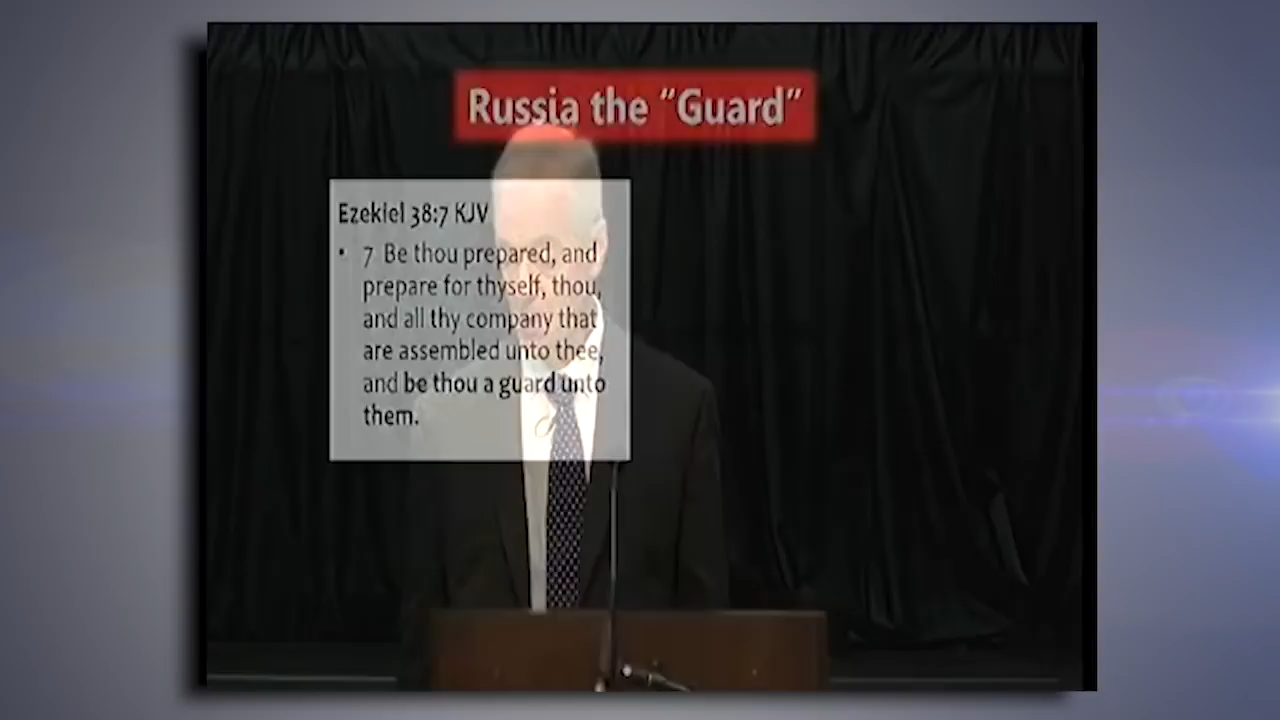 Russia the “Guard”
Ezekiel 38:7 KJV
• 7 Be thou prepared, and
prepare for thyself, thou,
and all thy company that
are assembled unto thee,
and be thou a guard unto
them.